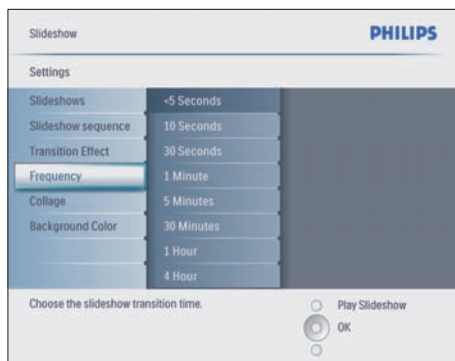 Slideshow
PHILIPS
Settings
Slideshows
<5 Seconds
Slideshow sequence
10 Seconds
Transition Effect
30 Seconds
Frequency
1 Minute
Collage
5 Minutes
Background Color
30 Minutes
1 Hour
4 Hour
Choose the slideshow transition time.
Play Slideshow
OK